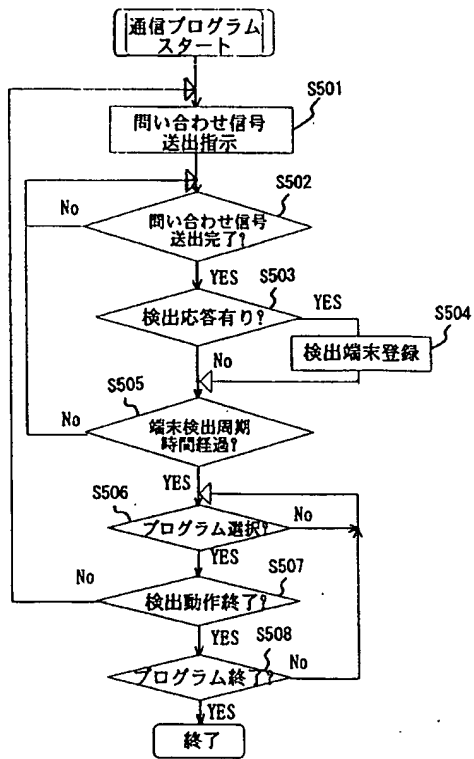 通信プログラム
スタート
S501
問い合わせ信号
送出指示
S502
No
問い合わせ信号
送出完了?
YES
S503
YES
S504
検出応答有り?
検出端末登録
No
S505
No
端末検出周期
時間経過?
YES
S506
プログラム選択?
No
YES
S507
No
検出動作終了?
YES
S508
プログラム終了?
No
YES
終了